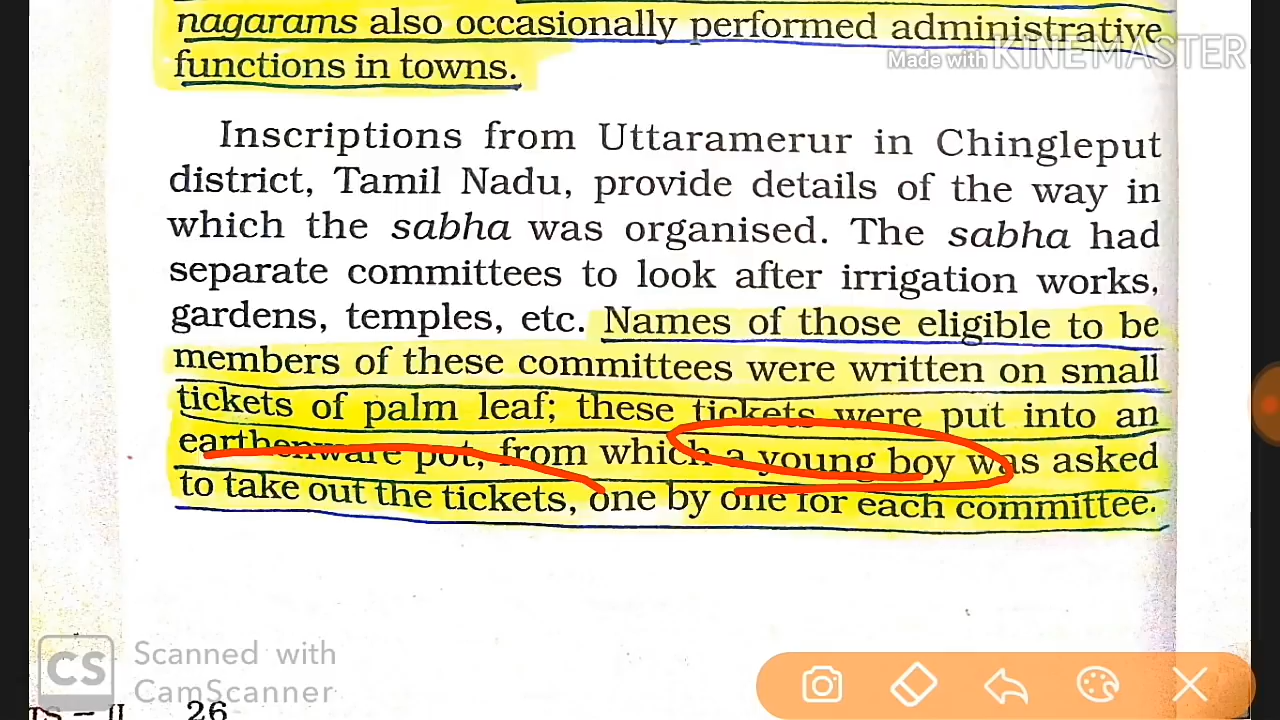 nagarams also occasionally performed administrative
Made with KINEMASTER
functions in towns.
Inscriptions from Uttaramerur in Chingleput
district, Tamil Nadu, provide details of the way in
which the sabha was organised. The sabha had
separate committees to look after irrigation works,
gardens, temples, etc. Names of those eligible to be
members of these committees were written on small
tickets of palm leaf; these tickets were put into an
earthenware pot, from which a young boy was asked
to take out the tickets, one by one for each committee.
CS Scanned with
CamScanner
TS – II 26